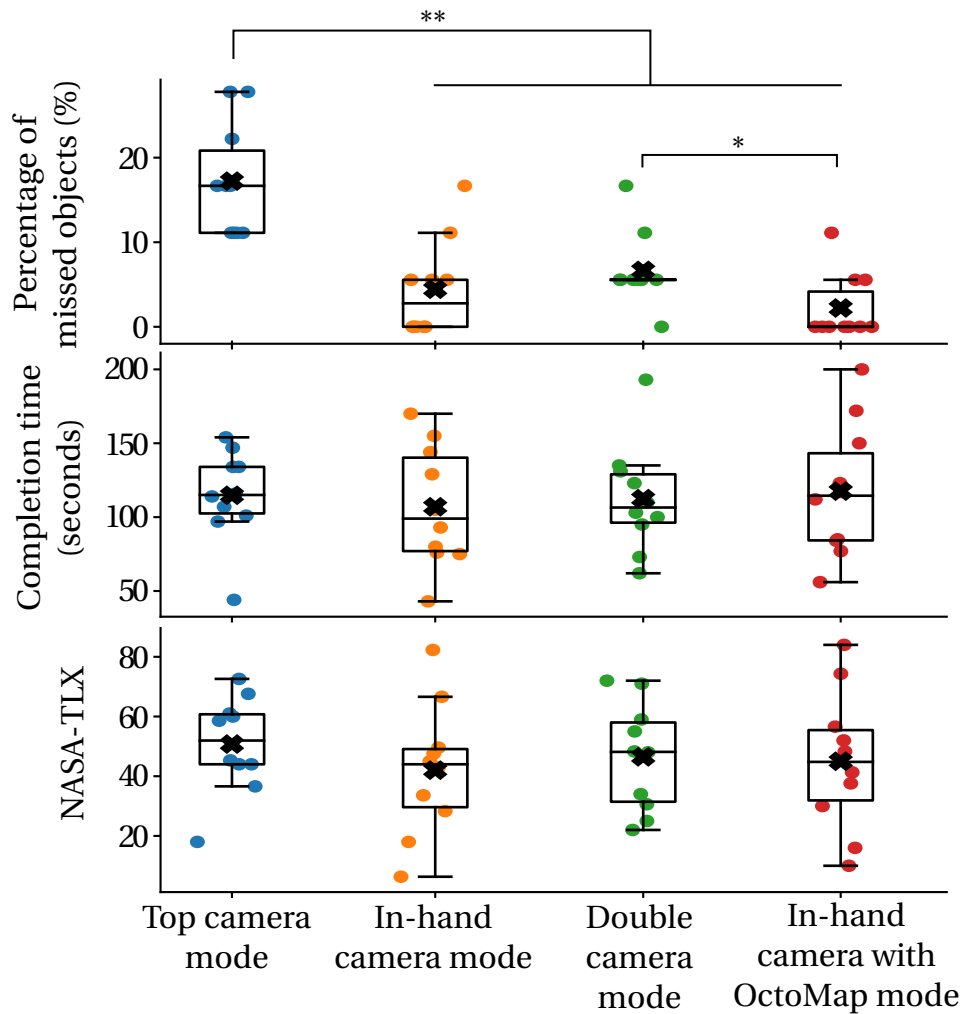 **
Percentage of
missed objects (%)
20
10
0
*
Completion time
(seconds)
200
150
100
50
NASA-TLX
80
60
40
20
Top camera
mode
In-hand
camera mode
Double
camera
mode
In-hand
camera with
OctoMap mode